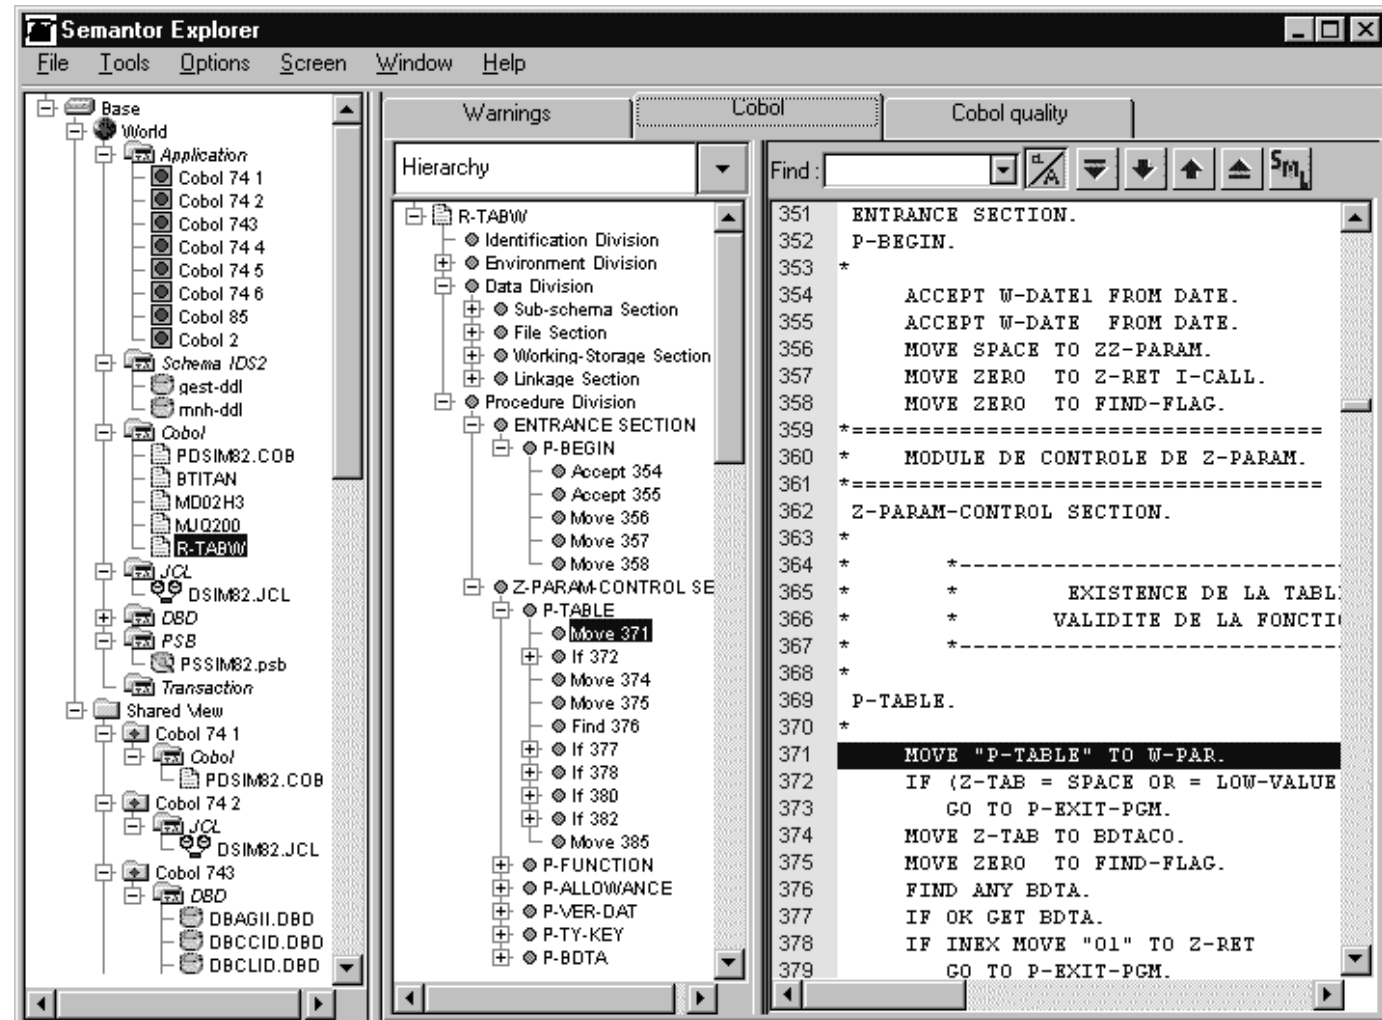 Semantor Explorer
File Tools Options Screen Window Help
Base
World
Application
Cobol 74 1
Cobol 74 2
Cobol 743
Cobol 74 4
Cobol 74 5
Cobol 74 6
Cobol 85
Cobol 2
Schema IDS2
gest-ddl
mnh-ddl
Cobol
PDSIM82.COB
BTITAN
MD02H3
MJQ200
R-TABW
JCL
DSIM82.JCL
DBD
PSB
PSSIM82.psb
Transaction
Shared View
Cobol 74 1
Cobol
PDSIM82.COB
Cobol 74 2
JCL
DSIM82.JCL
Cobol 743
DBD
DBAGII.DBD
DBCCID.DBD
DBCLID.DBD
Warnings Cobol Cobol quality
Hierarchy
R-TABW
Identification Division
Environment Division
Data Division
Sub-schema Section
File Section
Working-Storage Section
Linkage Section
Procedure Division
ENTRANCE SECTION
P-BEGIN
Accept 354
Accept 355
Move 356
Move 357
Move 358
Z-PARAM-CONTROL SE
P-TABLE
Move 371
If 372
Move 374
Move 375
Find 376
If 377
If 378
If 380
If 382
Move 385
P-FUNCTION
P-ALLOWANCE
P-VER-DAT
P-TY-KEY
P-BDTA
Find : d/A SML
351 ENTRANCE SECTION.
352 P-BEGIN.
353 *
354 ACCEPT W-DATE1 FROM DATE.
355 ACCEPT W-DATE FROM DATE.
356 MOVE SPACE TO ZZ-PARAM.
357 MOVE ZERO TO Z-RET I-CALL.
358 MOVE ZERO TO FIND-FLAG.
359 *===================================
360 * MODULE DE CONTROLE DE Z-PARAM.
361 *===================================
362 Z-PARAM-CONTROL SECTION.
363 *
364 * *----------------------------
365 * * EXISTENCE DE LA TABL
366 * * VALIDITE DE LA FONCTI
367 * *----------------------------
368 *
369 P-TABLE.
370 *
371 MOVE "P-TABLE" TO W-PAR.
372 IF (Z-TAB = SPACE OR = LOW-VALUE
373 GO TO P-EXIT-PGM.
374 MOVE Z-TAB TO BDTACO.
375 MOVE ZERO TO FIND-FLAG.
376 FIND ANY BDTA.
377 IF OK GET BDTA.
378 IF INEX MOVE "01" TO Z-RET
379 GO TO P-EXIT-PGM.